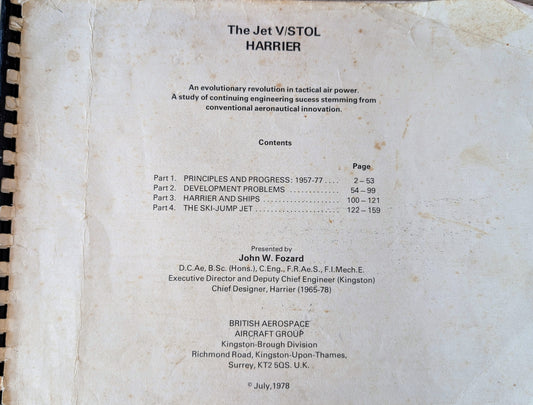 The Jet V/STOL
HARRIER
An evolutionary revolution in tactical air power.
A study of continuing engineering sucess stemming from
conventional aeronautical innovation.
Contents
Page
Part 1. PRINCIPLES AND PROGRESS: 1957-77 .... 2 – 53
Part 2. DEVELOPMENT PROBLEMS ............. 54 – 99
Part 3. HARRIER AND SHIPS ................... 100 – 121
Part 4. THE SKI-JUMP JET ..................... 122 – 159
Presented by
John W. Fozard
D.C.Ae, B.Sc. (Hons.), C.Eng., F.R.Ae.S., F.I.Mech.E.
Executive Director and Deputy Chief Engineer (Kingston)
Chief Designer, Harrier (1965-78)
BRITISH AEROSPACE
AIRCRAFT GROUP
Kingston-Brough Division
Richmond Road, Kingston-Upon-Thames,
Surrey, KT2 5QS. U.K.
© July, 1978